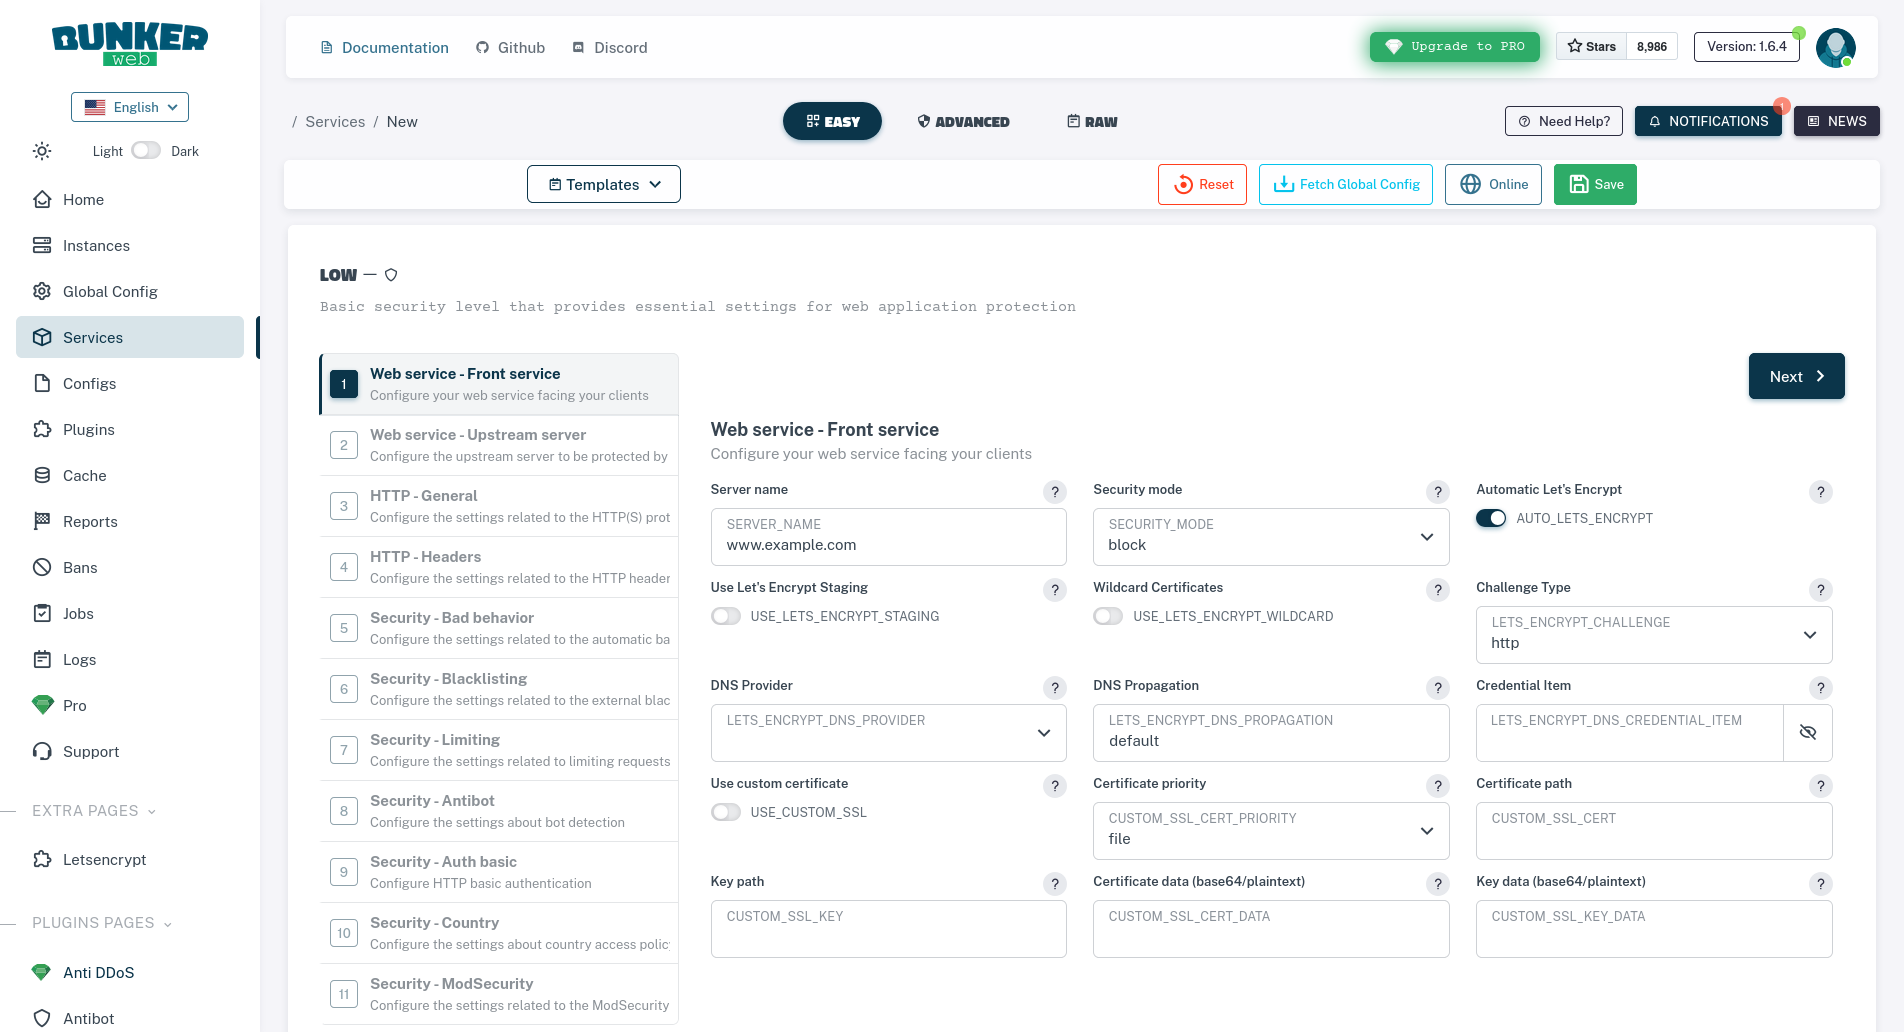 BUNKER
web
English
Light
Dark
Home
Instances
Global Config
Services
Configs
Plugins
Cache
Reports
Bans
Jobs
Logs
Pro
Support
EXTRA PAGES
Letsencrypt
PLUGINS PAGES
Anti DDoS
Antibot
Documentation
Github
Discord
Upgrade to PRO
Stars
8,986
Version: 1.6.4
/ Services / New
EASY
ADVANCED
RAW
Need Help?
NOTIFICATIONS
NEWS
Templates
Reset
Fetch Global Config
Online
Save
LOW —
Basic security level that provides essential settings for web application protection
1
Web service - Front service
Configure your web service facing your clients
2
Web service - Upstream server
Configure the upstream server to be protected by
3
HTTP - General
Configure the settings related to the HTTP(S) prot
4
HTTP - Headers
Configure the settings related to the HTTP header
5
Security - Bad behavior
Configure the settings related to the automatic ba
6
Security - Blacklisting
Configure the settings related to the external blac
7
Security - Limiting
Configure the settings related to limiting requests
8
Security - Antibot
Configure the settings about bot detection
9
Security - Auth basic
Configure HTTP basic authentication
10
Security - Country
Configure the settings about country access policy
11
Security - ModSecurity
Configure the settings related to the ModSecurity
Next
Web service - Front service
Configure your web service facing your clients
Server name
?
SERVER_NAME
www.example.com
Security mode
?
SECURITY_MODE
block
Automatic Let's Encrypt
?
AUTO_LETS_ENCRYPT
Use Let's Encrypt Staging
?
USE_LETS_ENCRYPT_STAGING
Wildcard Certificates
?
USE_LETS_ENCRYPT_WILDCARD
Challenge Type
?
LETS_ENCRYPT_CHALLENGE
http
DNS Provider
?
LETS_ENCRYPT_DNS_PROVIDER
DNS Propagation
?
LETS_ENCRYPT_DNS_PROPAGATION
default
Credential Item
?
LETS_ENCRYPT_DNS_CREDENTIAL_ITEM
Use custom certificate
?
USE_CUSTOM_SSL
Certificate priority
?
CUSTOM_SSL_CERT_PRIORITY
file
Certificate path
?
CUSTOM_SSL_CERT
Key path
?
CUSTOM_SSL_KEY
Certificate data (base64/plaintext)
?
CUSTOM_SSL_CERT_DATA
Key data (base64/plaintext)
?
CUSTOM_SSL_KEY_DATA